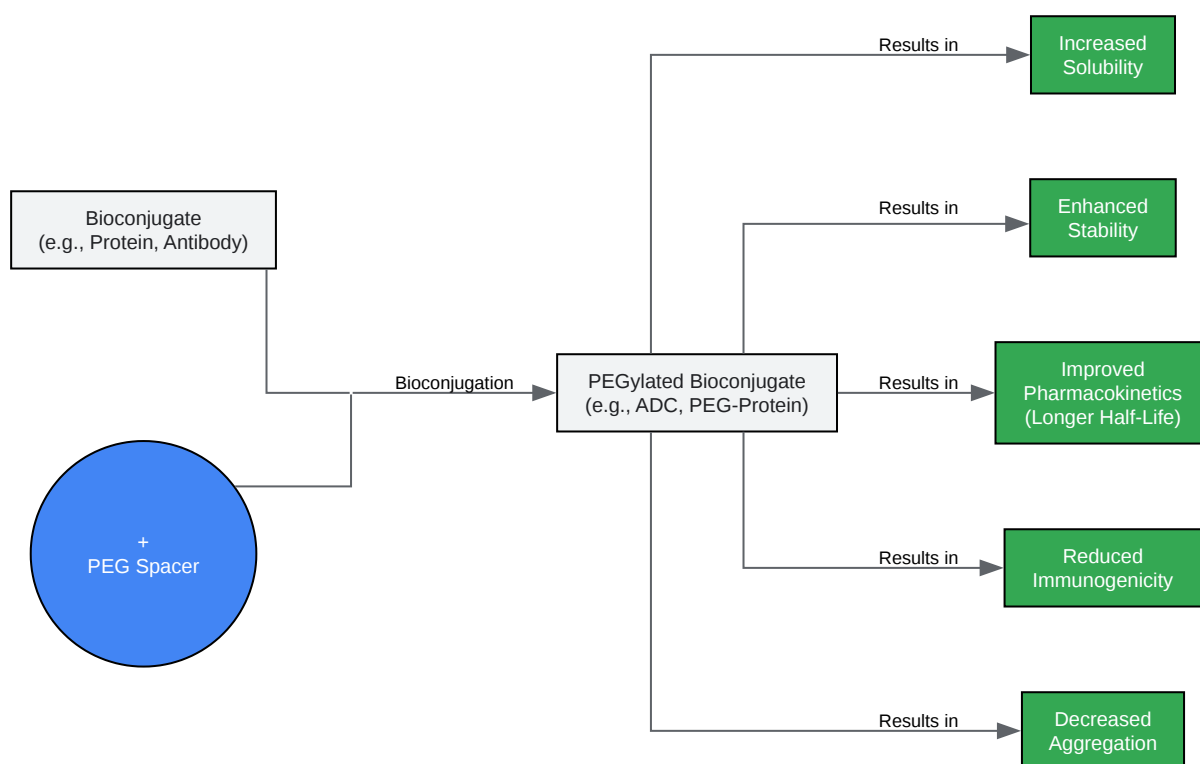 Results in
Increased
Solubility
Bioconjugate
(e.g., Protein, Antibody)
Results in
Enhanced
Stability
Bioconjugation
PEGylated Bioconjugate
(e.g., ADC, PEG-Protein)
Results in
Improved
Pharmacokinetics
(Longer Half-Life)
+
PEG Spacer
Results in
Reduced
Immunogenicity
Results in
Decreased
Aggregation